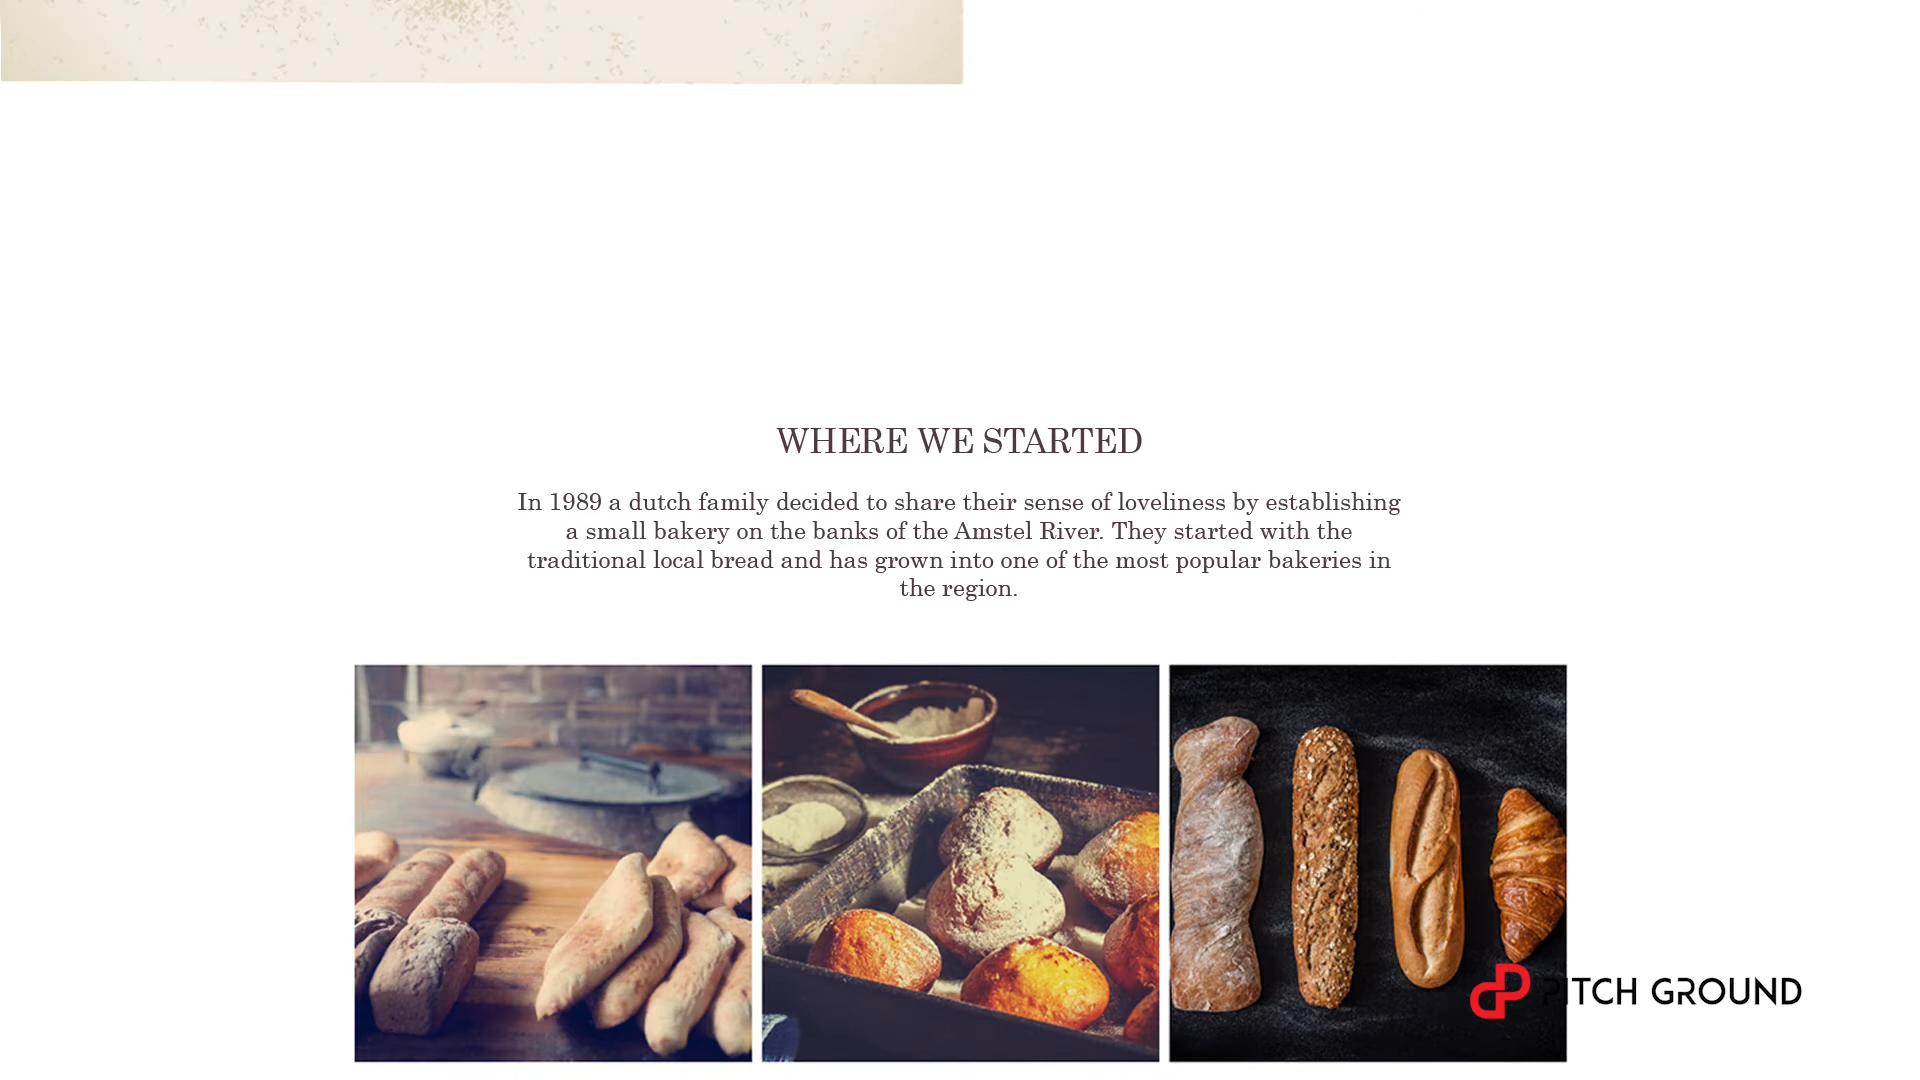 WHERE WE STARTED
In 1989 a dutch family decided to share their sense of loveliness by establishing
a small bakery on the banks of the Amstel River. They started with the
traditional local bread and has grown into one of the most popular bakeries in
the region.
PITCH GROUND